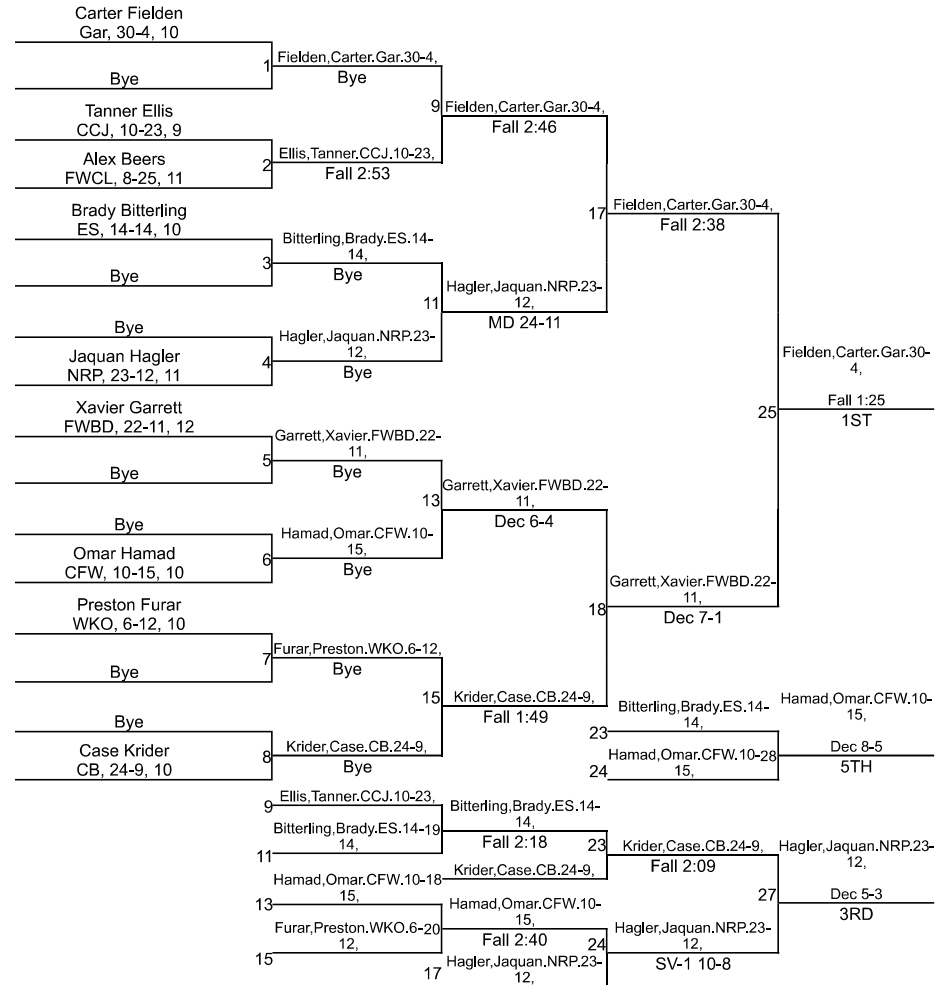 Carter Fielden
Gar, 30-4, 10
1
Fielden,Carter.Gar.30-4,
Bye
Bye
9
Fielden,Carter.Gar.30-4,
Fall 2:46
Tanner Ellis
CCJ, 10-23, 9
2
Ellis,Tanner.CCJ.10-23,
Fall 2:53
Alex Beers
FWCL, 8-25, 11
17
Fielden,Carter.Gar.30-4,
Fall 2:38
Brady Bitterling
ES, 14-14, 10
3
Bitterling,Brady.ES.14-
14,
Bye
Bye
11
Hagler,Jaquan.NRP.23-
12,
MD 24-11
Bye
4
Hagler,Jaquan.NRP.23-
12,
Bye
Jaquan Hagler
NRP, 23-12, 11
25
Fielden,Carter.Gar.30-
4,
Fall 1:25
1ST
Xavier Garrett
FWBD, 22-11, 12
5
Garrett,Xavier.FWBD.22-
11,
Bye
Bye
13
Garrett,Xavier.FWBD.22-
11,
Dec 6-4
Bye
6
Hamad,Omar.CFW.10-
15,
Bye
Omar Hamad
CFW, 10-15, 10
18
Garrett,Xavier.FWBD.22-
11,
Dec 7-1
Preston Furar
WKO, 6-12, 10
7
Furar,Preston.WKO.6-12,
Bye
Bye
15
Krider,Case.CB.24-9,
Fall 1:49
Bye
8
Krider,Case.CB.24-9,
Bye
Case Krider
CB, 24-9, 10
23
Bitterling,Brady.ES.14-
14,
24
Hamad,Omar.CFW.10-
15,
28
Hamad,Omar.CFW.10-
15,
Dec 8-5
5TH
9
Ellis,Tanner.CCJ.10-23,
11
Bitterling,Brady.ES.14-
14,
19
Bitterling,Brady.ES.14-
14,
Fall 2:18
18
Krider,Case.CB.24-9,
23
Krider,Case.CB.24-9,
Fall 2:09
13
Hamad,Omar.CFW.10-
15,
15
Furar,Preston.WKO.6-
12,
20
Hamad,Omar.CFW.10-
15,
Fall 2:40
17
Hagler,Jaquan.NRP.23-
12,
24
Hagler,Jaquan.NRP.23-
12,
SV-1 10-8
27
Hagler,Jaquan.NRP.23-
12,
Dec 5-3
3RD